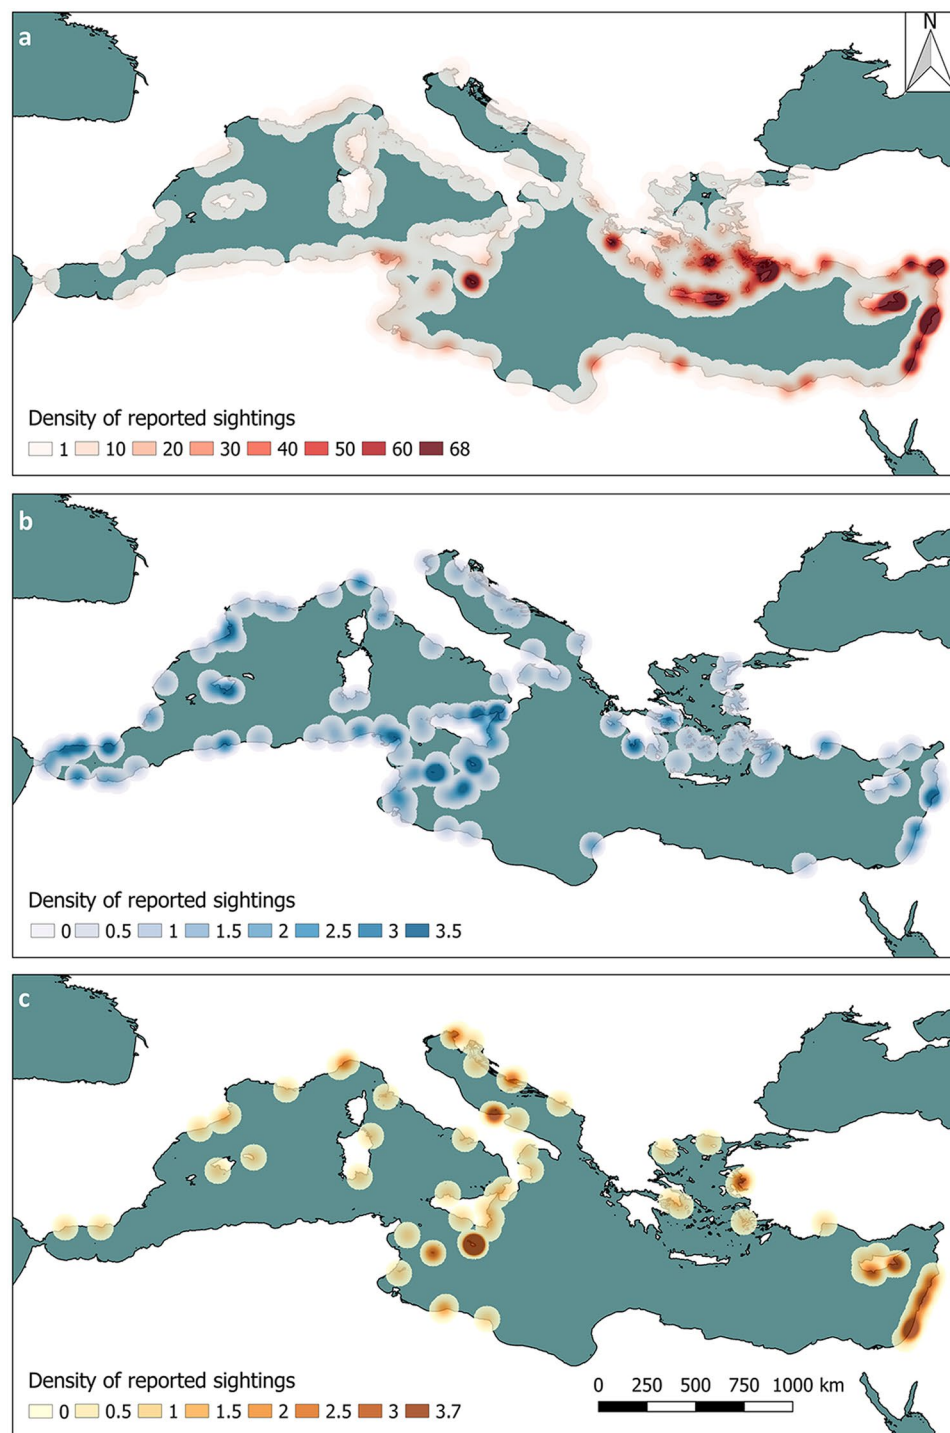 a
N
Density of reported sightings
1 10 20 30 40 50 60 68
b
Density of reported sightings
0 0.5 1 1.5 2 2.5 3 3.5
c
Density of reported sightings
0 0.5 1 1.5 2 2.5 3 3.7
0 250 500 750 1000 km